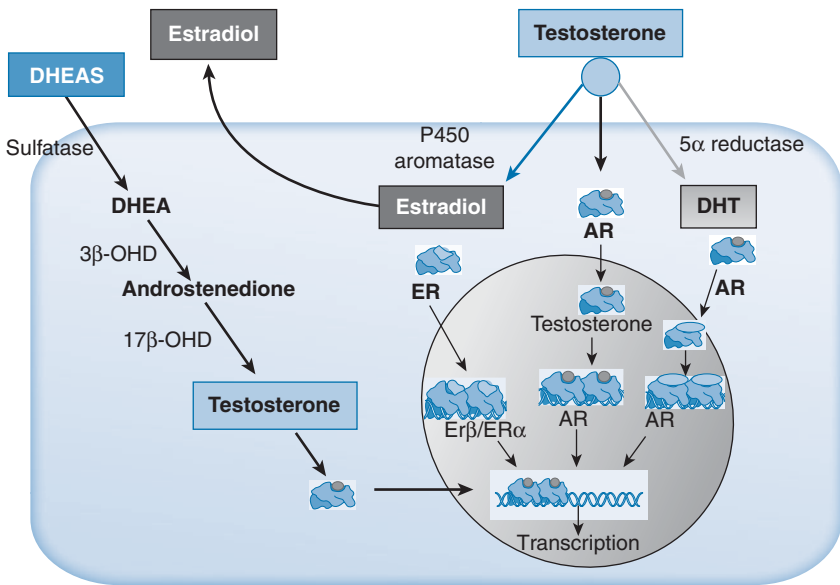 Estradiol
Testosterone
DHEAS
Sulfatase
P450
aromatase
5α reductase
DHEA
Estradiol
DHT
AR
3β-OHD
ER
AR
Androstenedione
Testosterone
17β-OHD
Testosterone
Erβ/ERα
AR
AR
Transcription